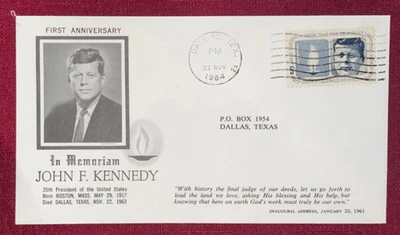 FIRST ANNIVERSARY
DALLAS, TEX.
PM
22 NOV
1964
5
P.O. BOX 1954
DALLAS, TEXAS
In Memoriam
JOHN F. KENNEDY
35th President of the United States
Born BOSTON, MASS. MAY 29, 1917
Died DALLAS, TEXAS, NOV. 22, 1963
"With history the final judge of our deeds, let us go forth to
lead the land we love, asking His blessing and His help, but
knowing that here on earth God's work must truly be our own."
INAUGURAL ADDRESS, JANUARY 20, 1961